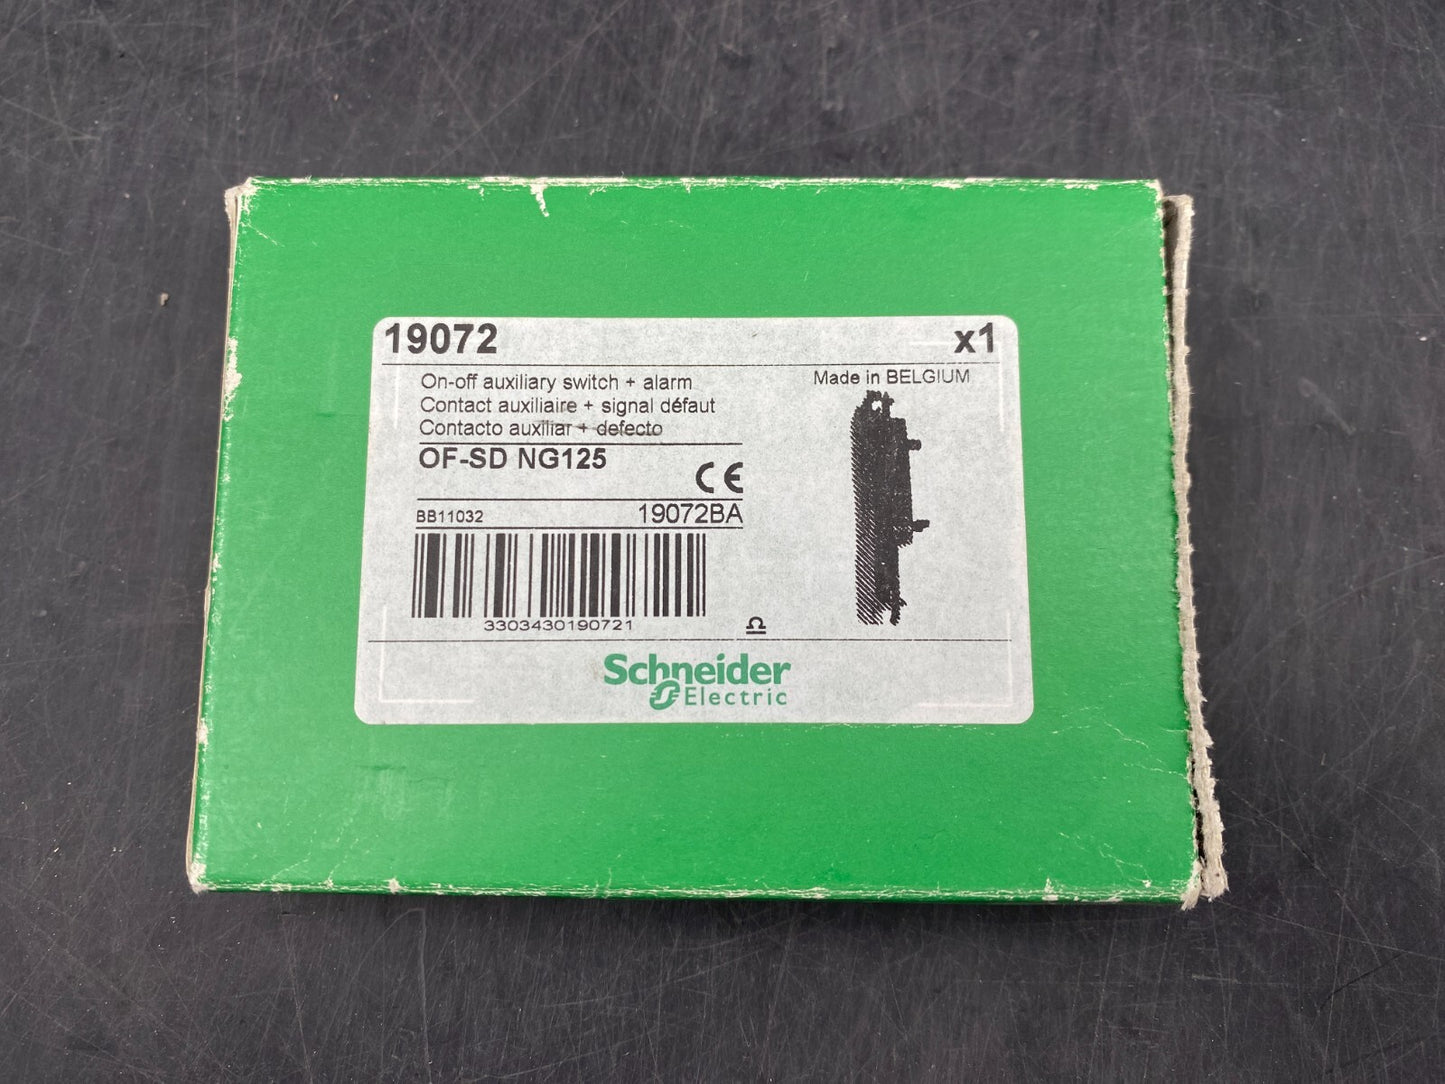 19072 x1
On-off auxiliary switch + alarm
Made in BELGIUM
Contact auxiliaire + signal défaut
Contacto auxiliar + defecto
OF-SD NG125
CE
BB11032 19072BA
3303430190721
Schneider
Electric